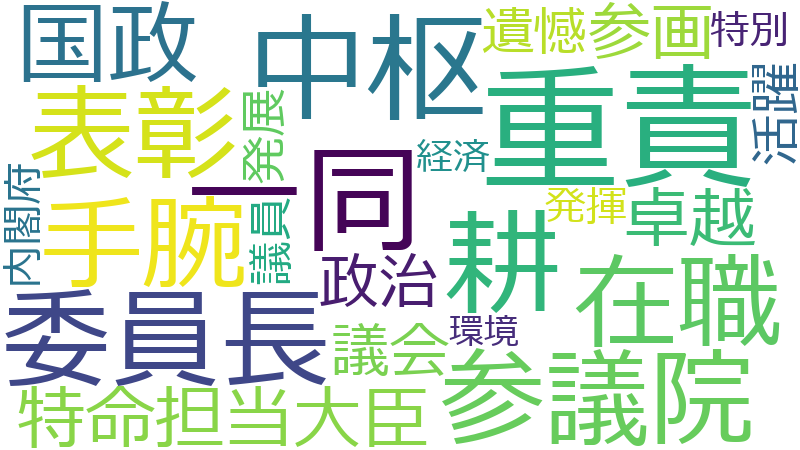 国政
中枢
遺憾
参画
特別
表彰
発展
一同
経済
重責
活躍
内閣府
手腕
議員
政治
耕
発揮
卓越
委員長
議会
環境
在職
特命担当大臣
参議院